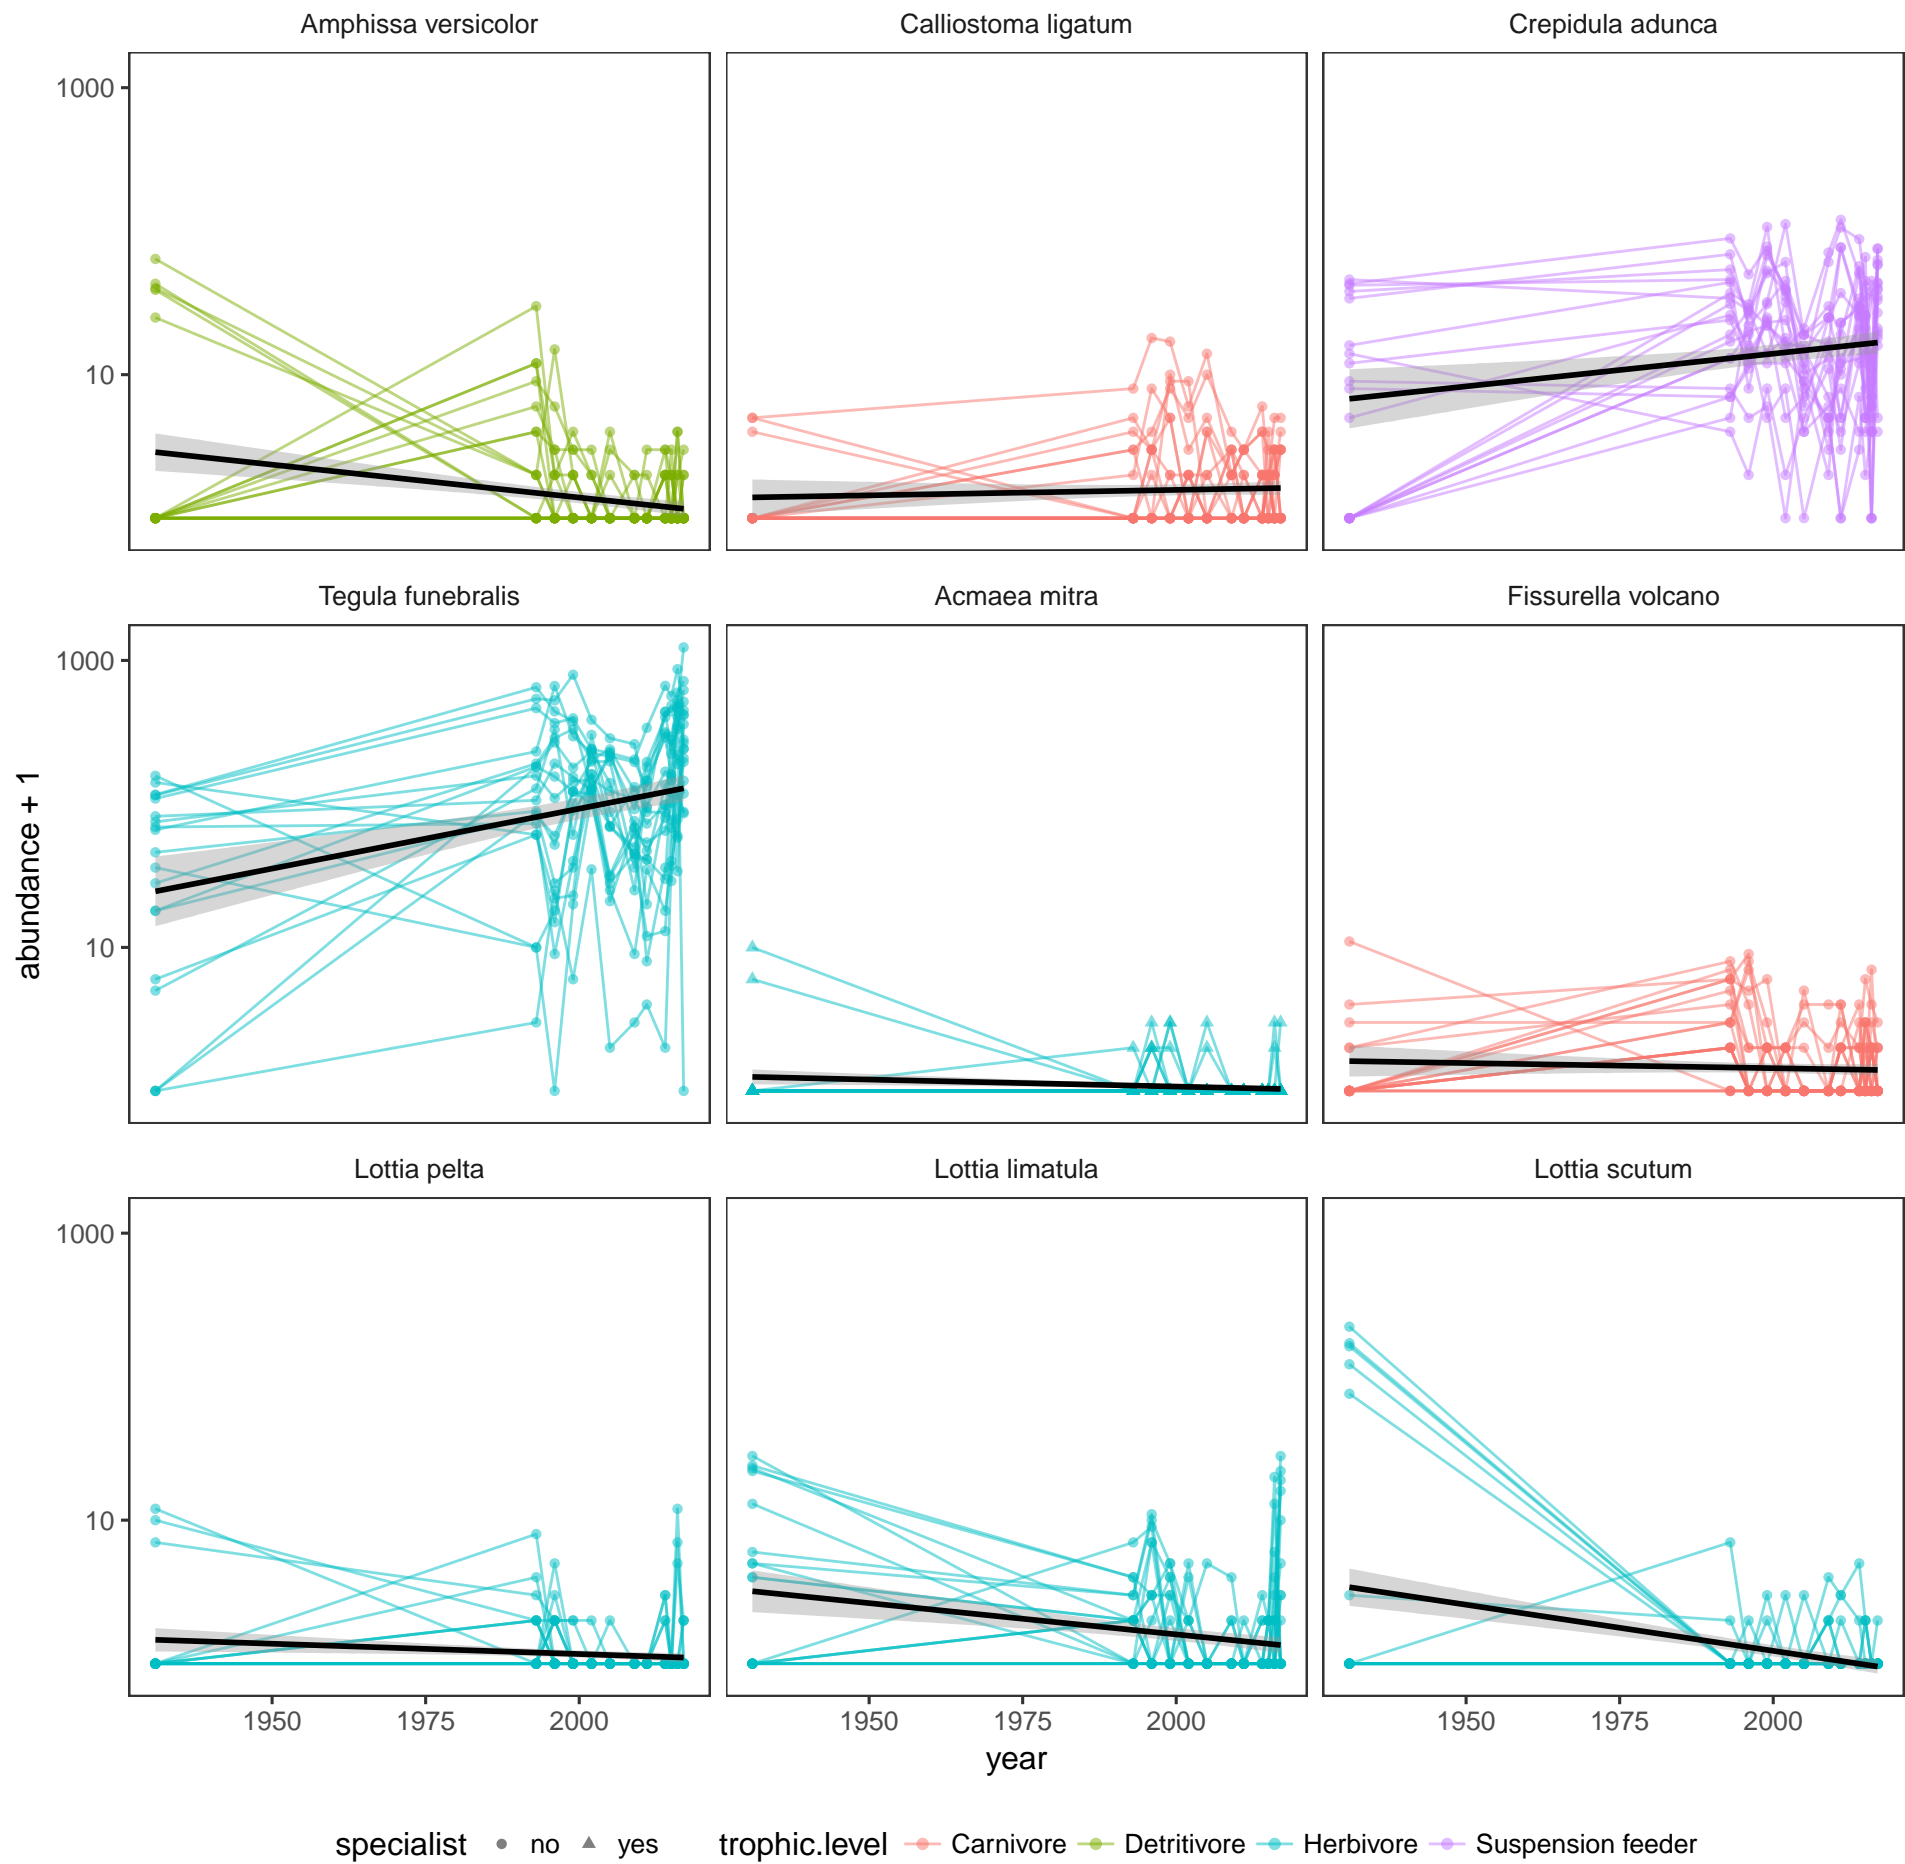 Amphissa versicolor Calliostoma ligatum Crepidula adunca
1000
10
Tegula funebralis Acmaea mitra Fissurella volcano
1000
abundance + 1
10
Lottia pelta Lottia limatula Lottia scutum
1000
10
1950 1975 2000 1950 1975 2000 1950 1975 2000
year
specialist no yes trophic.level Carnivore Detritivore Herbivore Suspension feeder